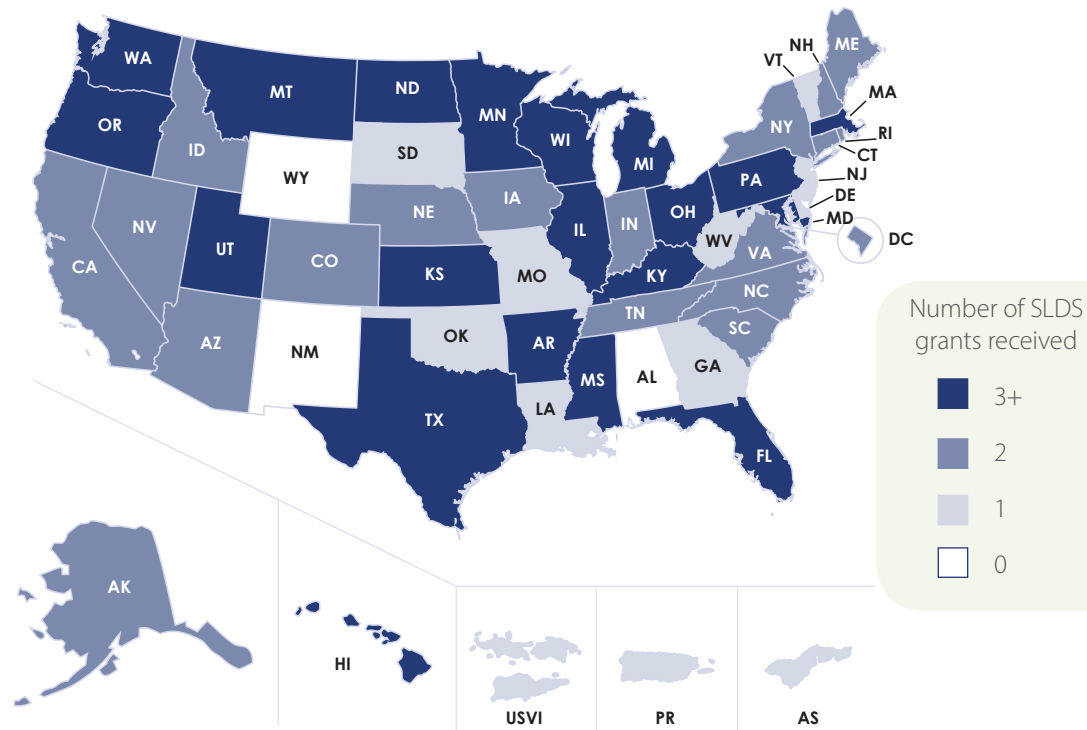 WA
MT
ND
MN
OR
ID
WY
SD
WI
MI
NH
VT
ME
MA
NY
RI
CT
NJ
DE
MD
DC
PA
NV
UT
CO
NE
IA
IL
IN
OH
WV
VA
CA
KS
MO
KY
NC
TN
SC
AZ
NM
OK
AR
MS
AL
GA
TX
LA
FL
Number of SLDS
grants received
3+
2
1
0
AK
HI
USVI
PR
AS